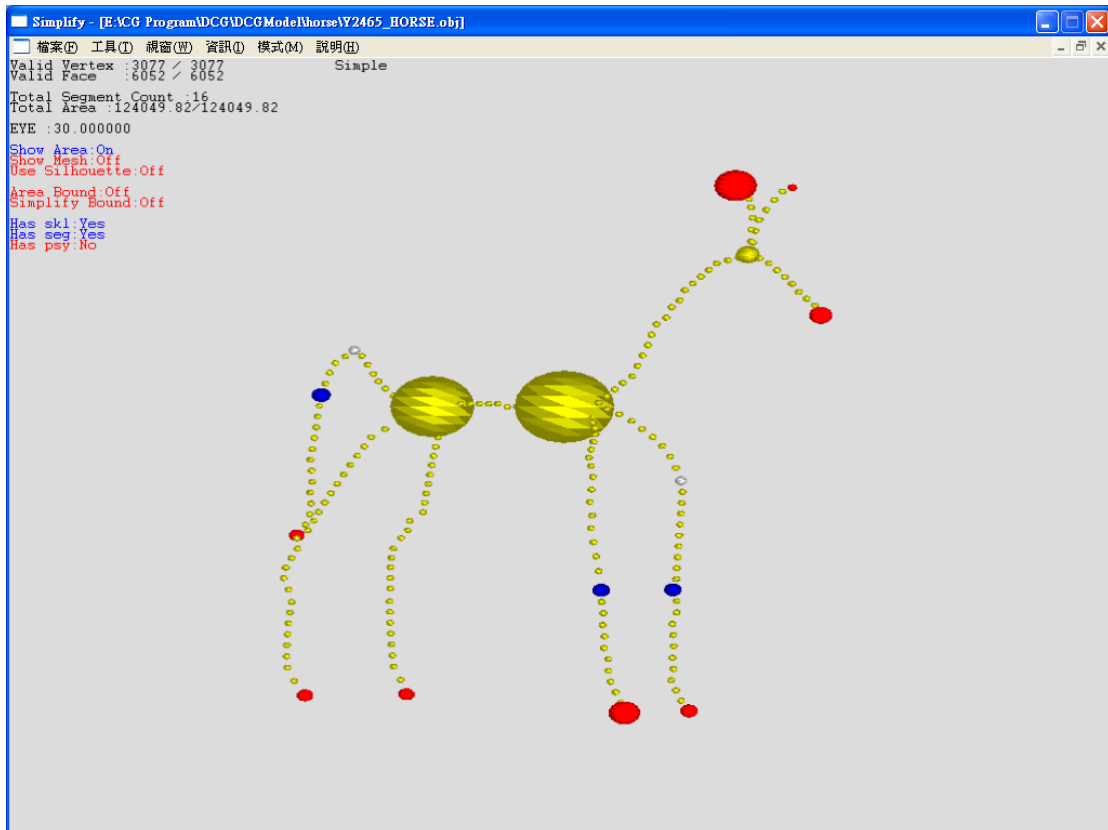 Simplify - [E:\CG Program\DCG\DCGModel\horse\Y2465_HORSE.obj]
檔案(F) 工具(T) 視窗(W) 資訊(I) 模式(M) 說明(H)
Valid Vertex :3077 / 3077 Simple
Valid Face :6052 / 6052
Total Segment Count :16
Total Area :124049.82/124049.82
EYE :30.000000
Show Area:On
Show Mesh:Off
Use Silhouette:Off
Area Bound:Off
Simplify Bound:Off
Has skl:Yes
Has seg:Yes
Has psy:No